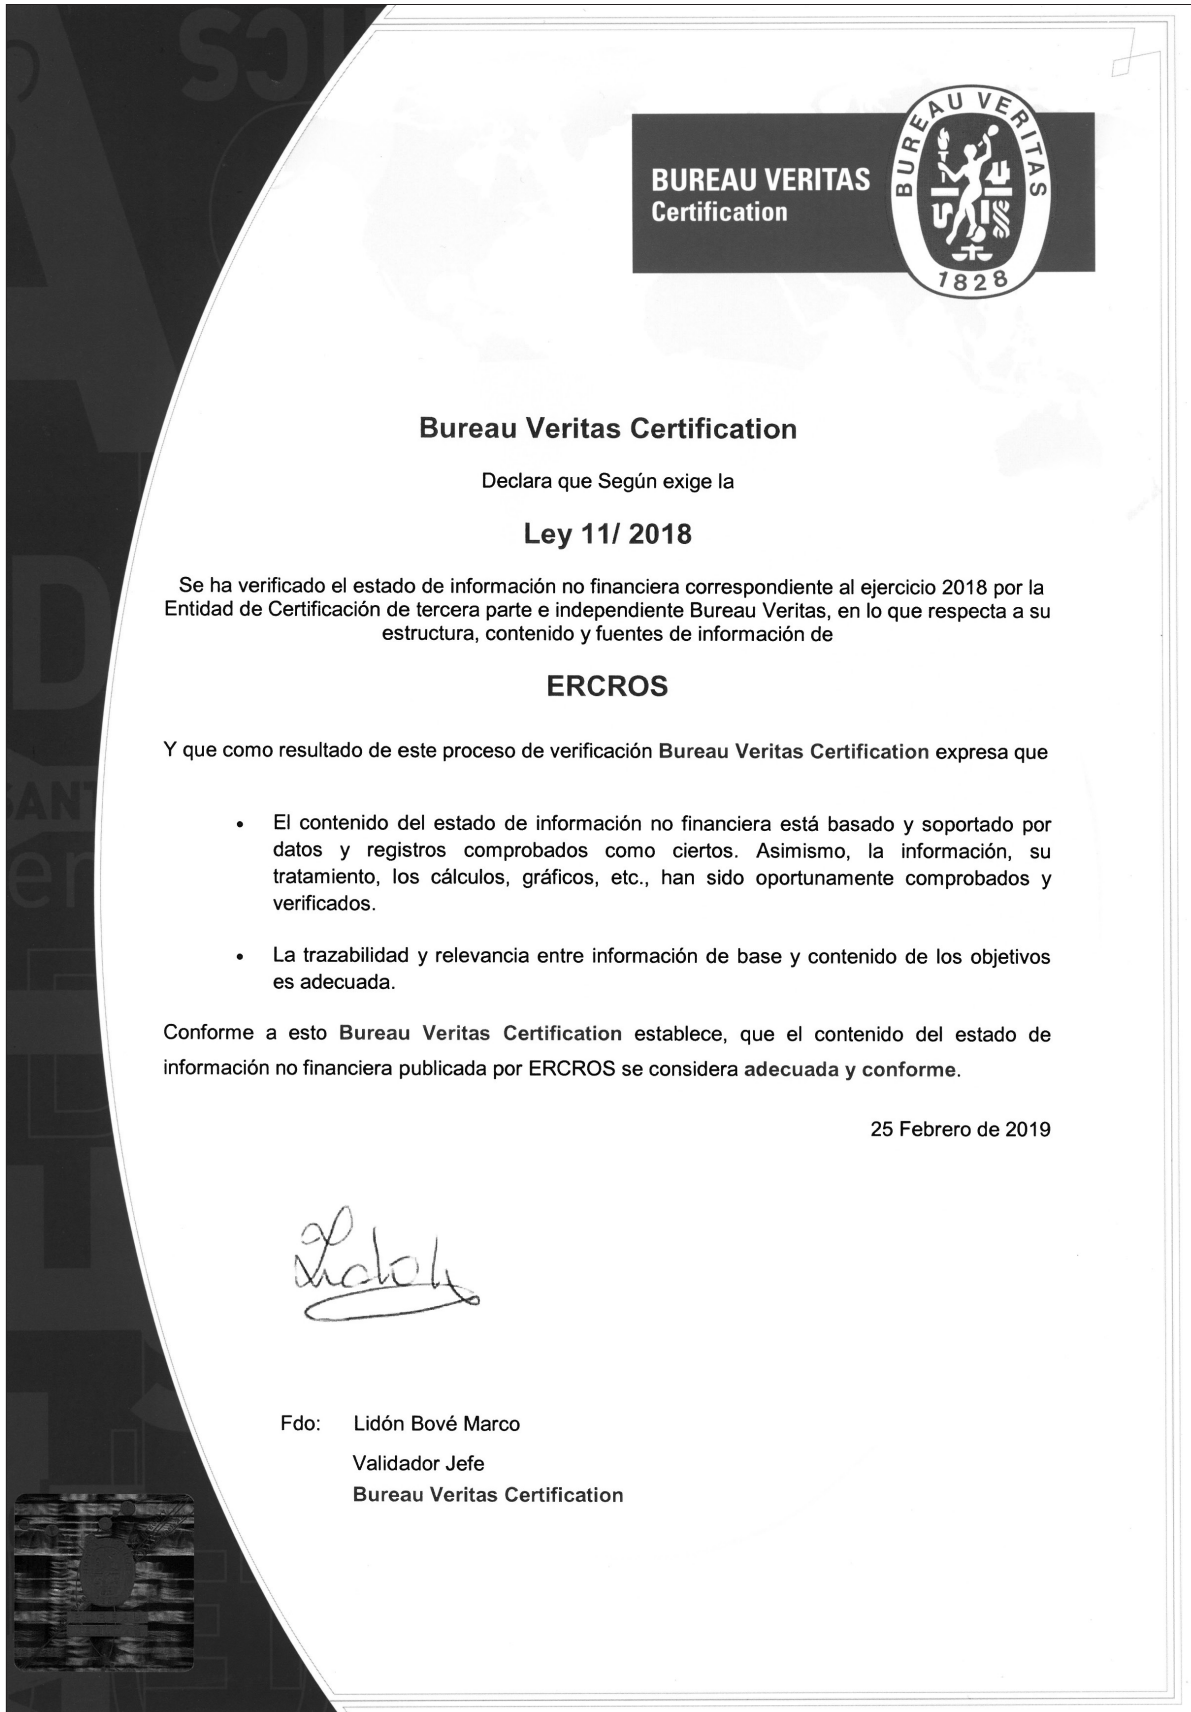 BUREAU VERITAS
Certification
BUREAU VERITAS
1828
Bureau Veritas Certification
Declara que Según exige la
Ley 11/ 2018
Se ha verificado el estado de información no financiera correspondiente al ejercicio 2018 por la
Entidad de Certificación de tercera parte e independiente Bureau Veritas, en lo que respecta a su
estructura, contenido y fuentes de información de
ERCROS
Y que como resultado de este proceso de verificación Bureau Veritas Certification expresa que
• El contenido del estado de información no financiera está basado y soportado por
datos y registros comprobados como ciertos. Asimismo, la información, su
tratamiento, los cálculos, gráficos, etc., han sido oportunamente comprobados y
verificados.
• La trazabilidad y relevancia entre información de base y contenido de los objetivos
es adecuada.
Conforme a esto Bureau Veritas Certification establece, que el contenido del estado de
información no financiera publicada por ERCROS se considera adecuada y conforme.
25 Febrero de 2019
Fdo: Lidón Bové Marco
Validador Jefe
Bureau Veritas Certification